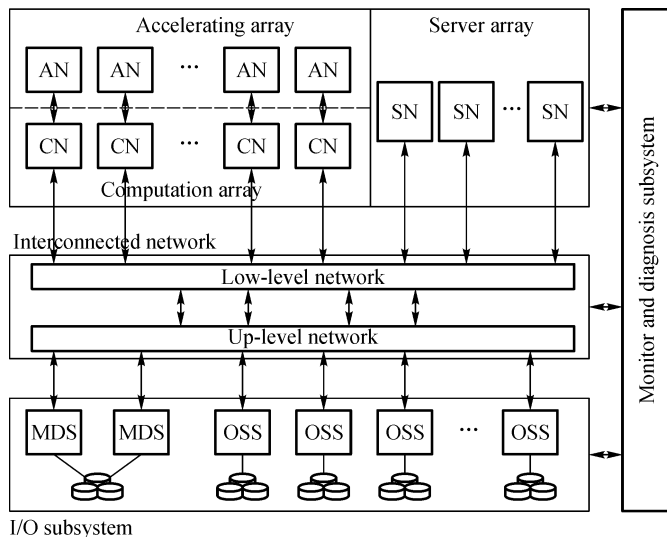 Accelerating array
Server array
AN AN ... AN AN
SN SN ... SN
CN CN ... CN CN
Computation array
Interconnected network
Low-level network
Up-level network
MDS MDS OSS OSS OSS ... OSS
I/O subsystem
Monitor and diagnosis subsystem